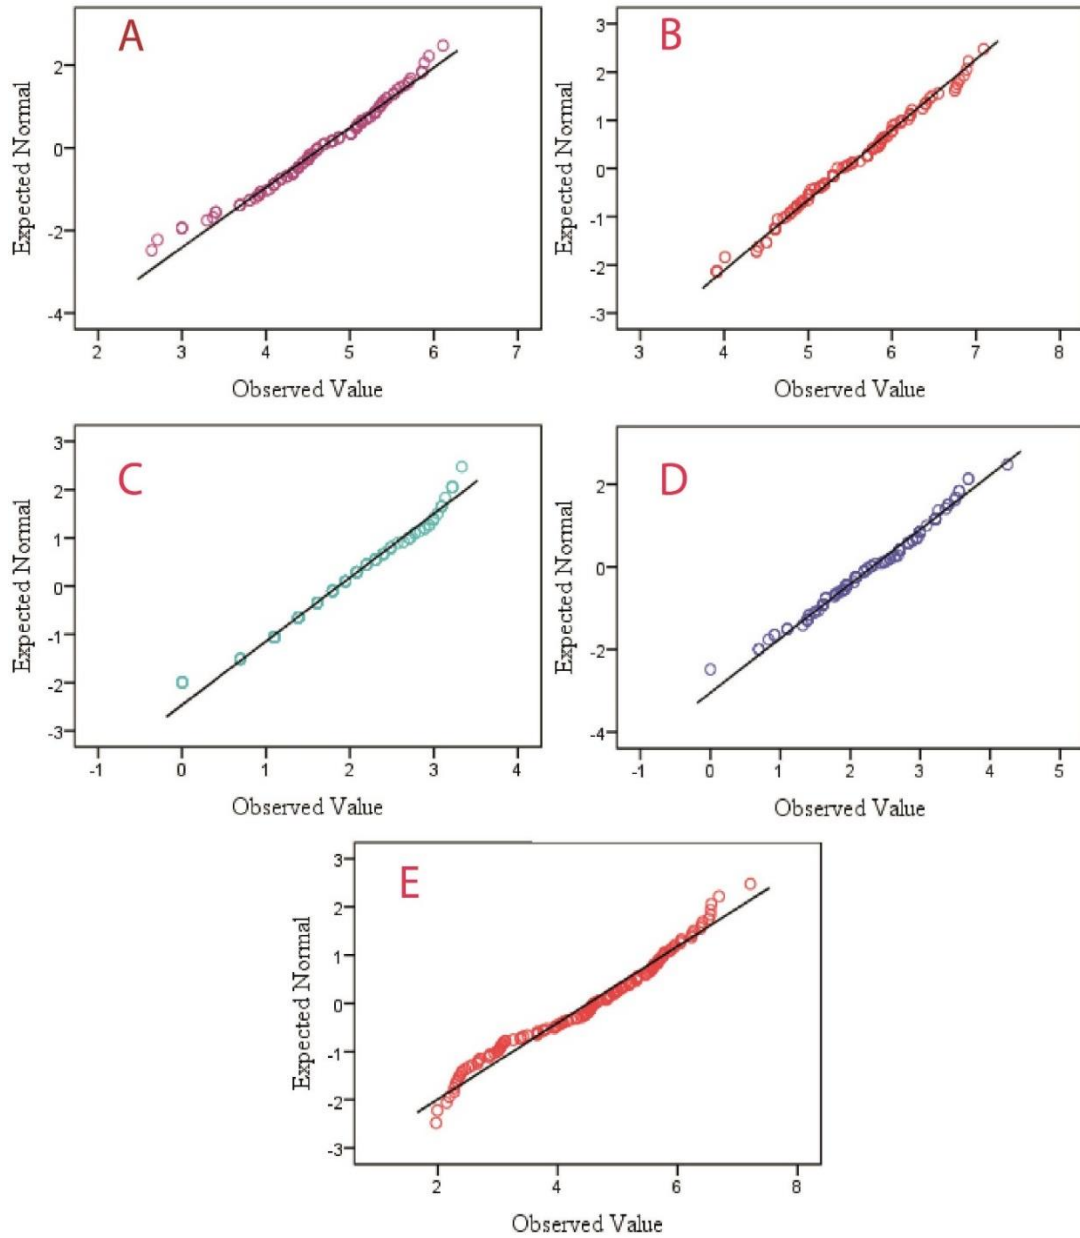 A
Expected Normal
2
0
-2
-4
2 3 4 5 6 7
Observed Value
B
Expected Normal
3
2
1
0
-1
-2
-3
3 4 5 6 7 8
Observed Value
C
Expected Normal
3
2
1
0
-1
-2
-3
-1 0 1 2 3 4
Observed Value
D
Expected Normal
2
0
-2
-4
-1 0 1 2 3 4 5
Observed Value
E
Expected Normal
3
2
1
0
-1
-2
-3
2 4 6 8
Observed Value